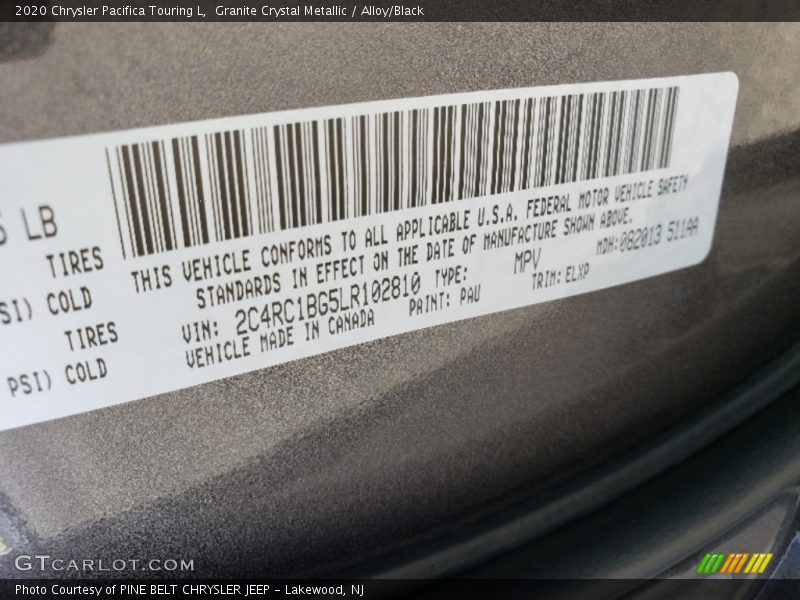 2020 Chrysler Pacifica Touring L, Granite Crystal Metallic / Alloy/Black
LB
TIRES
SI) COLD
TIRES
PSI) COLD
THIS VEHICLE CONFORMS TO ALL APPLICABLE U.S.A. FEDERAL MOTOR VEHICLE SAFETY
STANDARDS IN EFFECT ON THE DATE OF MANUFACTURE SHOWN ABOVE.
VIN: 2C4RC1BG5LR102810 TYPE: MPV MDH:082013 511AA
VEHICLE MADE IN CANADA PAINT: PAU TRIM: ELXP
GTCARLOT.COM
Photo Courtesy of PINE BELT CHRYSLER JEEP - Lakewood, NJ